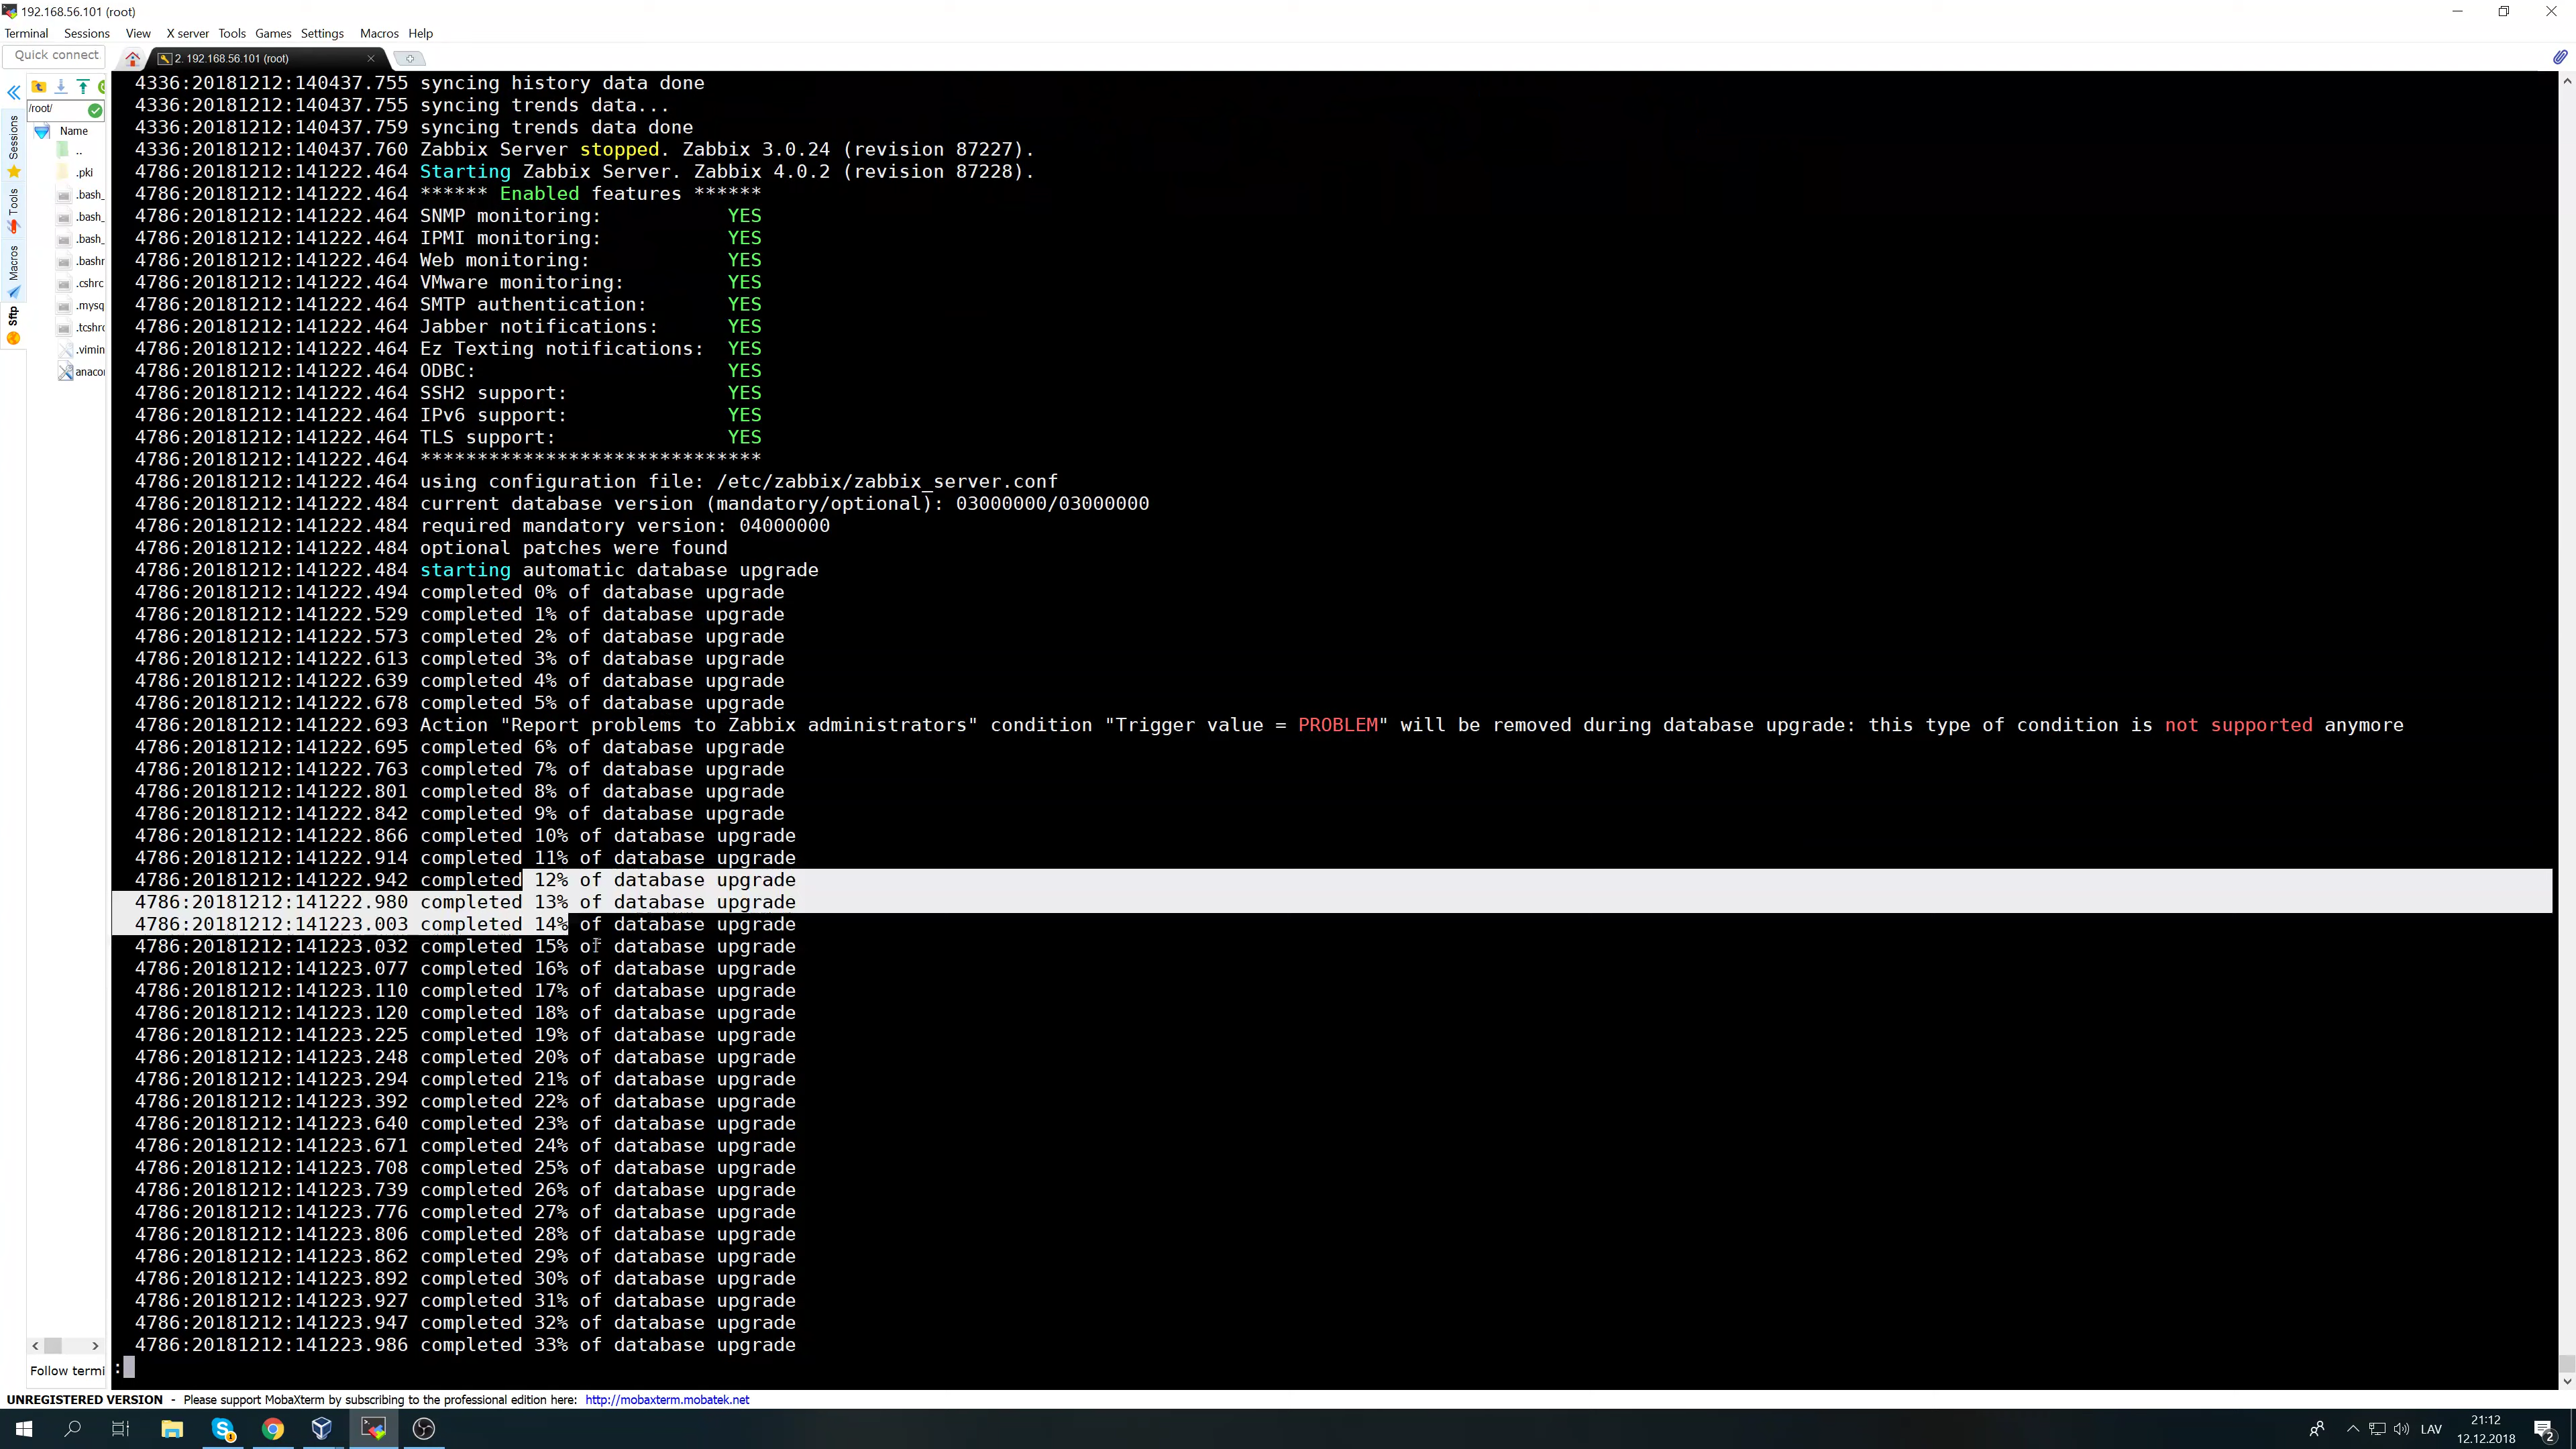 192.168.56.101 (root)
Terminal Sessions View X server Tools Games Settings Macros Help
Quick connect
2. 192.168.56.101 (root)
/root/
Name
..
.pki
.bash_
.bash_
.bash_
.bashr
.cshrc
.mysq
.tcshrc
.vimin
anacon
Sessions
Tools
Macros
Sftp
Follow termi
4336:20181212:140437.755 syncing history data done
4336:20181212:140437.755 syncing trends data...
4336:20181212:140437.759 syncing trends data done
4336:20181212:140437.760 Zabbix Server stopped. Zabbix 3.0.24 (revision 87227).
4786:20181212:141222.464 Starting Zabbix Server. Zabbix 4.0.2 (revision 87228).
4786:20181212:141222.464 ****** Enabled features ******
4786:20181212:141222.464 SNMP monitoring: YES
4786:20181212:141222.464 IPMI monitoring: YES
4786:20181212:141222.464 Web monitoring: YES
4786:20181212:141222.464 VMware monitoring: YES
4786:20181212:141222.464 SMTP authentication: YES
4786:20181212:141222.464 Jabber notifications: YES
4786:20181212:141222.464 Ez Texting notifications: YES
4786:20181212:141222.464 ODBC: YES
4786:20181212:141222.464 SSH2 support: YES
4786:20181212:141222.464 IPv6 support: YES
4786:20181212:141222.464 TLS support: YES
4786:20181212:141222.464 ******************************
4786:20181212:141222.464 using configuration file: /etc/zabbix/zabbix_server.conf
4786:20181212:141222.484 current database version (mandatory/optional): 03000000/03000000
4786:20181212:141222.484 required mandatory version: 04000000
4786:20181212:141222.484 optional patches were found
4786:20181212:141222.484 starting automatic database upgrade
4786:20181212:141222.494 completed 0% of database upgrade
4786:20181212:141222.529 completed 1% of database upgrade
4786:20181212:141222.573 completed 2% of database upgrade
4786:20181212:141222.613 completed 3% of database upgrade
4786:20181212:141222.639 completed 4% of database upgrade
4786:20181212:141222.678 completed 5% of database upgrade
4786:20181212:141222.693 Action "Report problems to Zabbix administrators" condition "Trigger value = PROBLEM" will be removed during database upgrade: this type of condition is not supported anymore
4786:20181212:141222.695 completed 6% of database upgrade
4786:20181212:141222.763 completed 7% of database upgrade
4786:20181212:141222.801 completed 8% of database upgrade
4786:20181212:141222.842 completed 9% of database upgrade
4786:20181212:141222.866 completed 10% of database upgrade
4786:20181212:141222.914 completed 11% of database upgrade
4786:20181212:141222.942 completed 12% of database upgrade
4786:20181212:141222.980 completed 13% of database upgrade
4786:20181212:141223.003 completed 14% of database upgrade
4786:20181212:141223.032 completed 15% of database upgrade
4786:20181212:141223.077 completed 16% of database upgrade
4786:20181212:141223.110 completed 17% of database upgrade
4786:20181212:141223.120 completed 18% of database upgrade
4786:20181212:141223.225 completed 19% of database upgrade
4786:20181212:141223.248 completed 20% of database upgrade
4786:20181212:141223.294 completed 21% of database upgrade
4786:20181212:141223.392 completed 22% of database upgrade
4786:20181212:141223.640 completed 23% of database upgrade
4786:20181212:141223.671 completed 24% of database upgrade
4786:20181212:141223.708 completed 25% of database upgrade
4786:20181212:141223.739 completed 26% of database upgrade
4786:20181212:141223.776 completed 27% of database upgrade
4786:20181212:141223.806 completed 28% of database upgrade
4786:20181212:141223.862 completed 29% of database upgrade
4786:20181212:141223.892 completed 30% of database upgrade
4786:20181212:141223.927 completed 31% of database upgrade
4786:20181212:141223.947 completed 32% of database upgrade
4786:20181212:141223.986 completed 33% of database upgrade
:
UNREGISTERED VERSION - Please support MobaXterm by subscribing to the professional edition here: http://mobaxterm.mobatek.net
LAV
21:12
12.12.2018
2